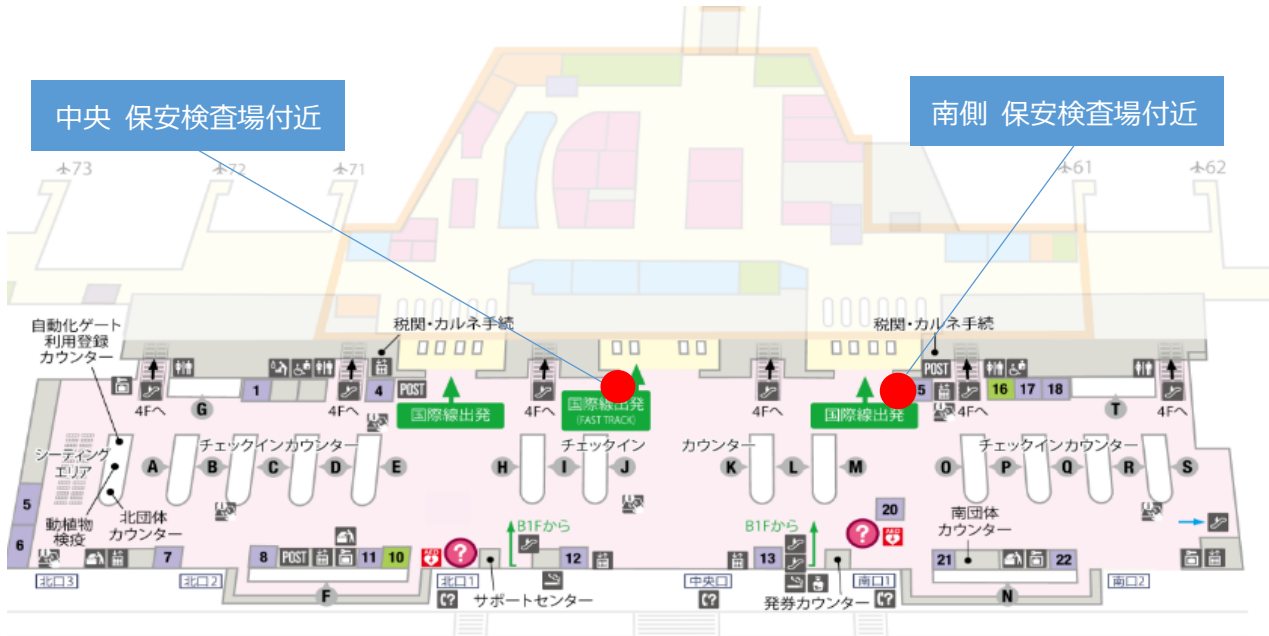 中央 保安検査場付近
南側 保安検査場付近
73
72
71
61
62
自動化ゲート
利用登録
カウンター
税関・カルネ手続
税関・カルネ手続
1
4
POST
POST
5
16
17
18
4Fへ
G
4Fへ
国際線出発
4Fへ
国際線出発
(FAST TRACK)
4Fへ
国際線出発
4Fへ
T
4Fへ
チェックインカウンター
チェックイン
カウンター
チェックインカウンター
シーティング
エリア
A
B
C
D
E
H
I
J
K
L
M
O
P
Q
R
S
5
6
動植物
検疫
北団体
カウンター
B1Fから
B1Fから
20
南団体
カウンター
AED
?
?
AED
7
8
POST
11
10
12
13
21
22
北口3
北口2
F
北口1
サポートセンター
中央口
南口1
発券カウンター
N
南口2